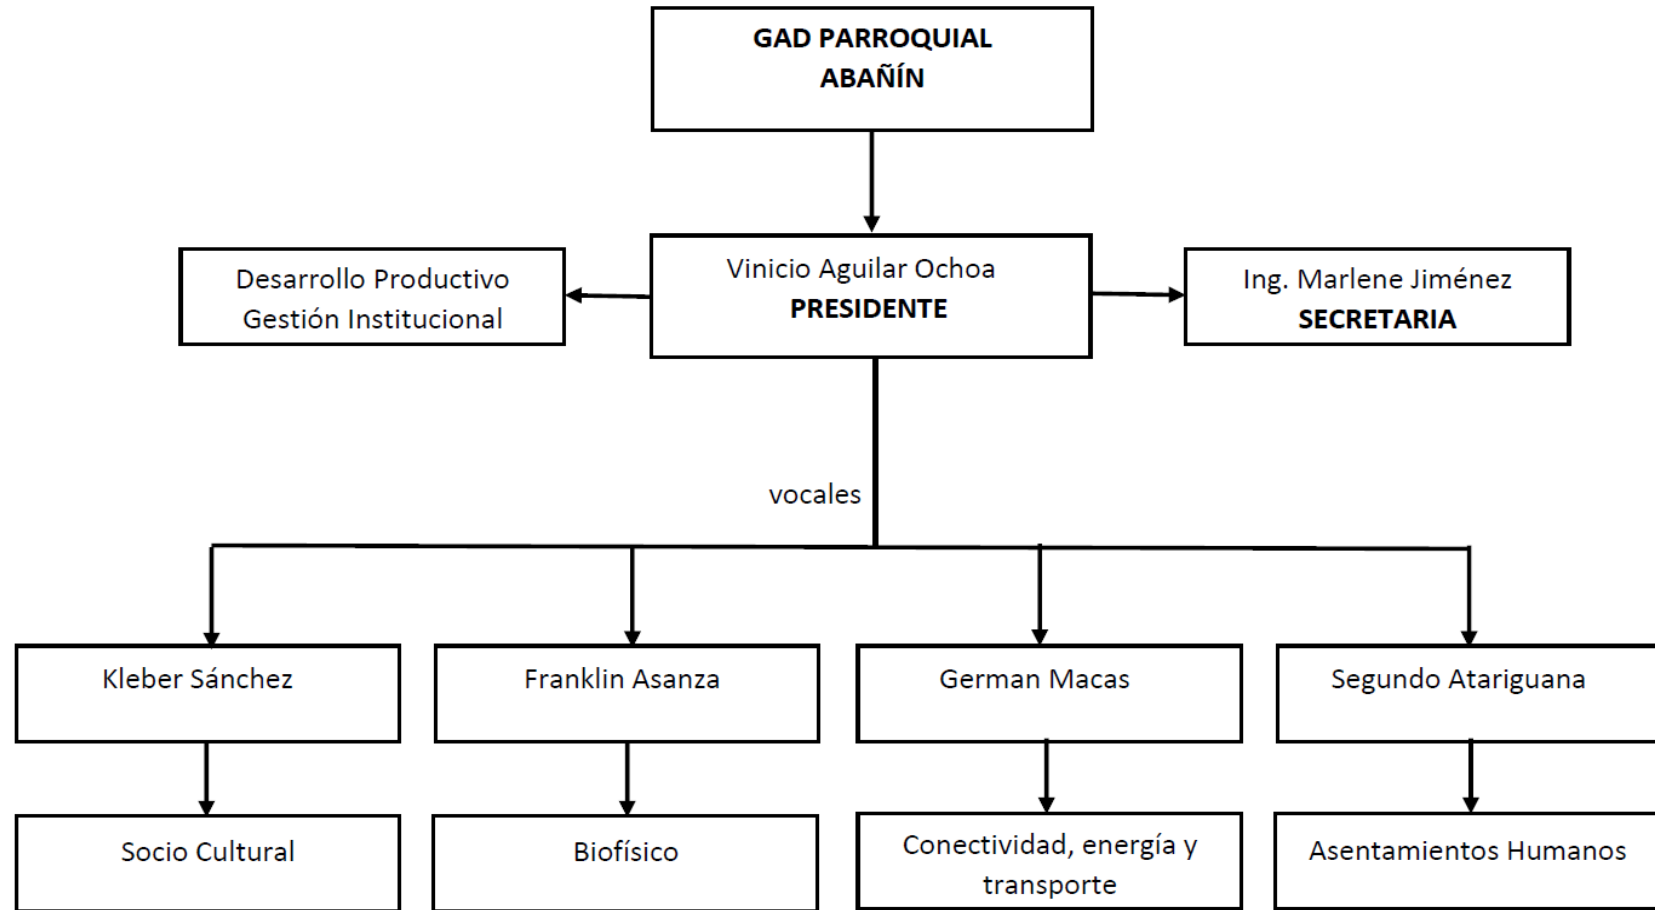 GAD PARROQUIAL
ABAÑÍN
Desarrollo Productivo
Gestión Institucional
Vinicio Aguilar Ochoa
PRESIDENTE
Ing. Marlene Jiménez
SECRETARIA
vocales
Kleber Sánchez
Franklin Asanza
German Macas
Segundo Atariguana
Socio Cultural
Biofísico
Conectividad, energía y
transporte
Asentamientos Humanos